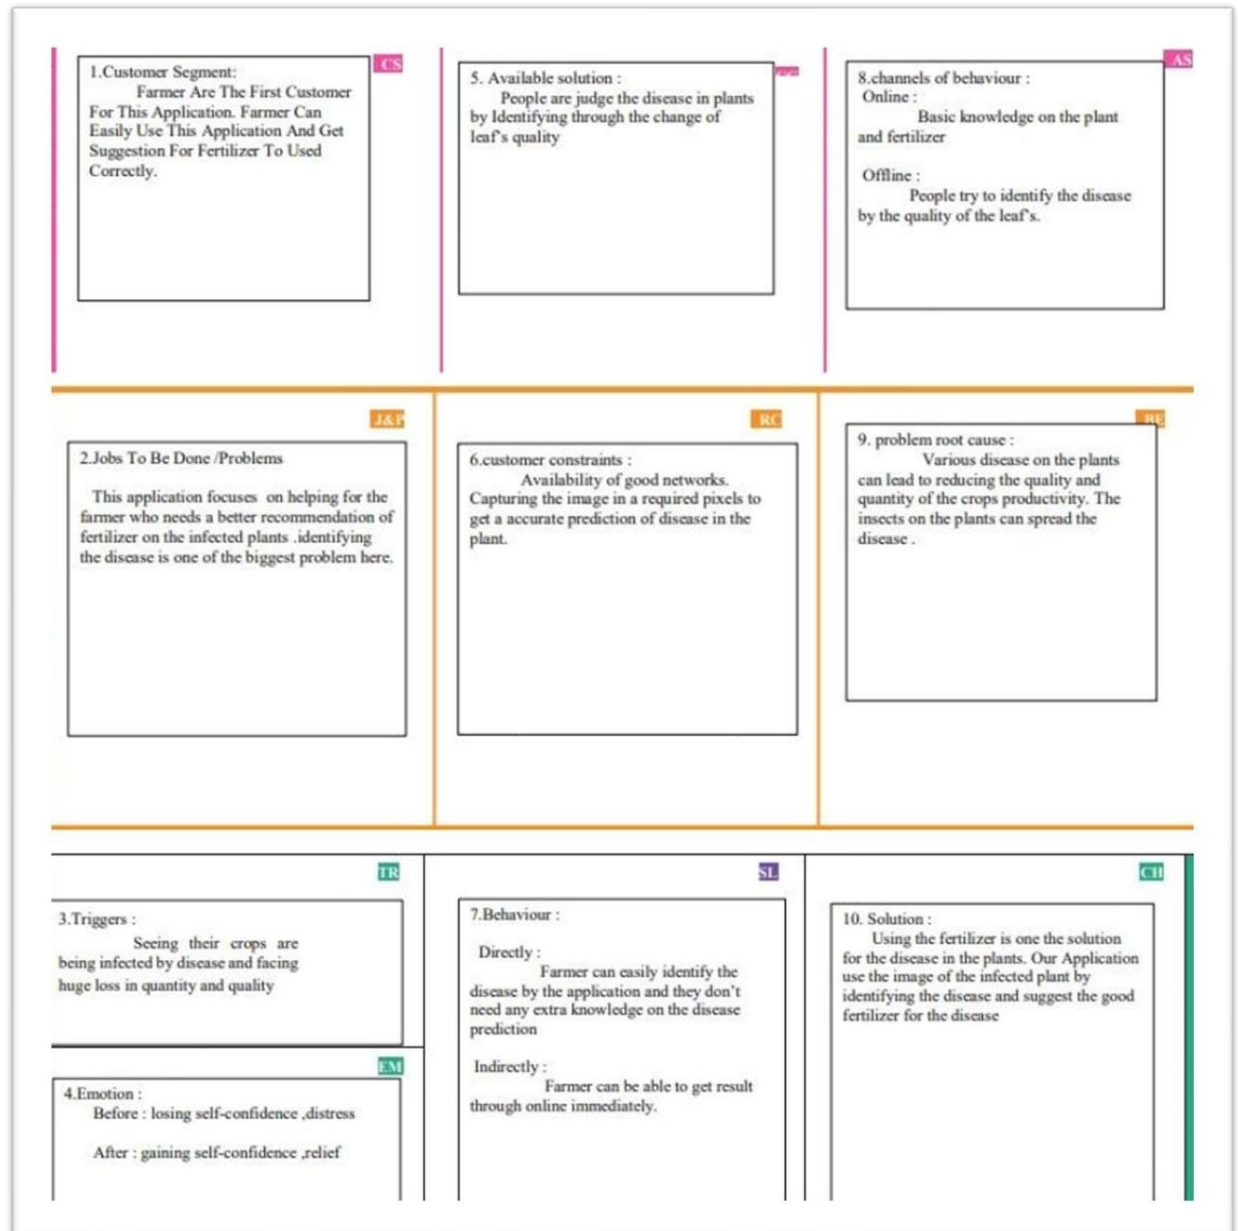 CS
1.Customer Segment:
Farmer Are The First Customer
For This Application. Farmer Can
Easily Use This Application And Get
Suggestion For Fertilizer To Used
Correctly.
5. Available solution :
People are judge the disease in plants
by Identifying through the change of
leaf's quality
AS
8.channels of behaviour :
Online :
Basic knowledge on the plant
and fertilizer
Offline :
People try to identify the disease
by the quality of the leaf's.
J&P
2.Jobs To Be Done /Problems
This application focuses on helping for the
farmer who needs a better recommendation of
fertilizer on the infected plants .identifying
the disease is one of the biggest problem here.
RC
6.customer constraints :
Availability of good networks.
Capturing the image in a required pixels to
get a accurate prediction of disease in the
plant.
BE
9. problem root cause :
Various disease on the plants
can lead to reducing the quality and
quantity of the crops productivity. The
insects on the plants can spread the
disease .
TR
3.Triggers :
Seeing their crops are
being infected by disease and facing
huge loss in quantity and quality
EM
4.Emotion :
Before : losing self-confidence ,distress
After : gaining self-confidence ,relief
SL
7.Behaviour :
Directly :
Farmer can easily identify the
disease by the application and they don't
need any extra knowledge on the disease
prediction
Indirectly :
Farmer can be able to get result
through online immediately.
CH
10. Solution :
Using the fertilizer is one the solution
for the disease in the plants. Our Application
use the image of the infected plant by
identifying the disease and suggest the good
fertilizer for the disease